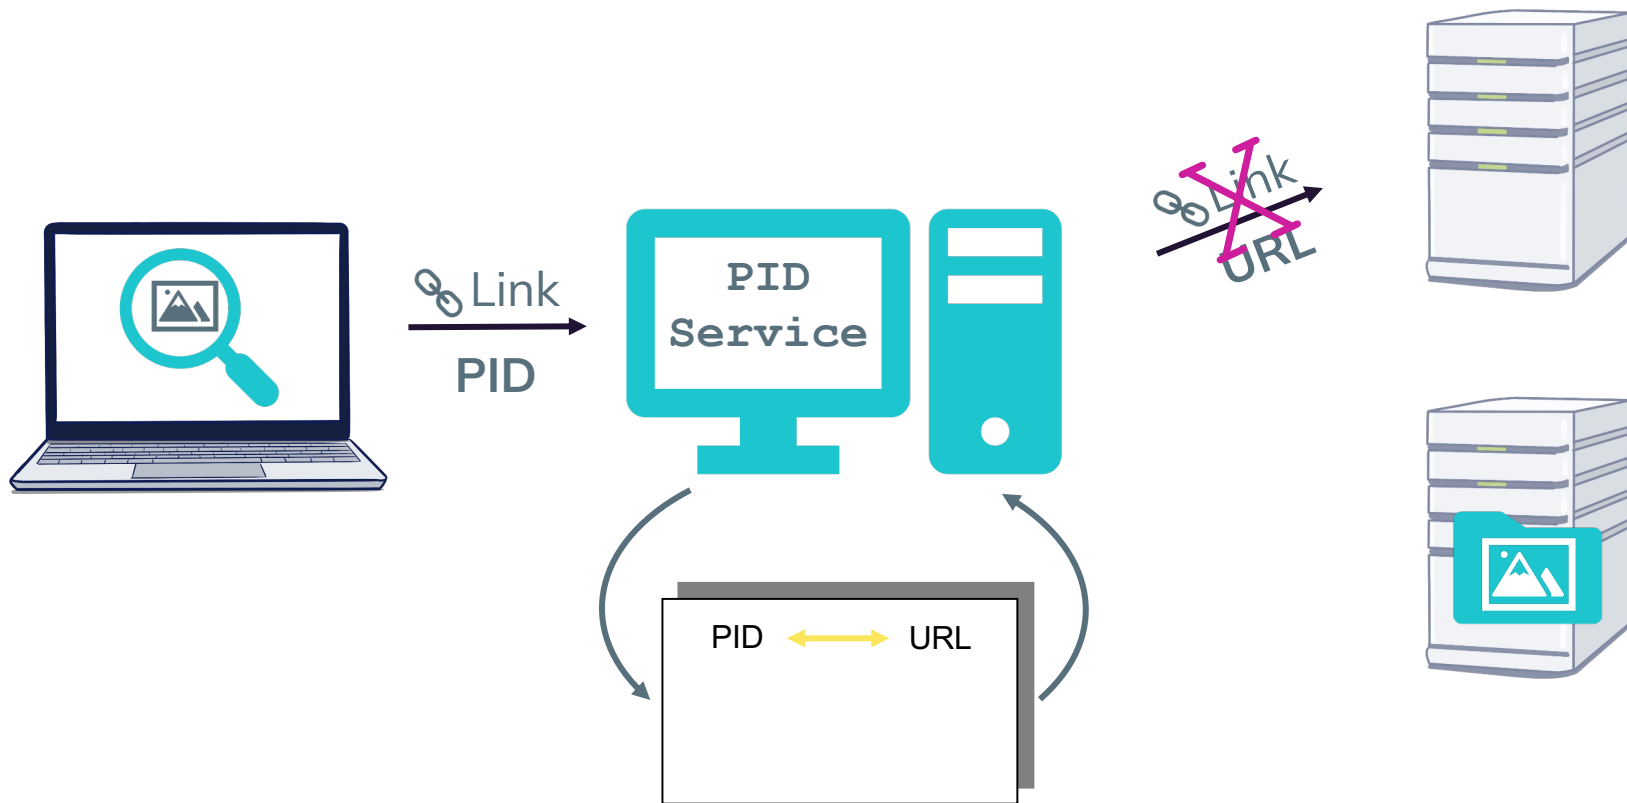 Link
PID
PID
Service
Link
URL
PID URL